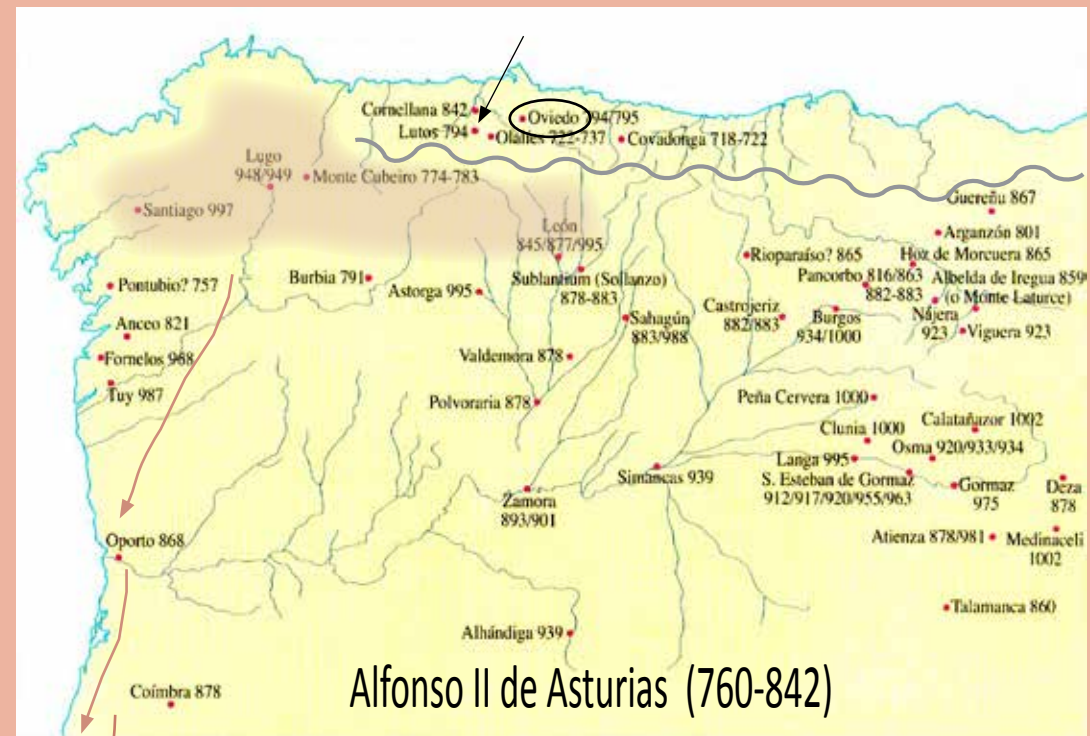 Cornellana 842
Oviedo 794/795
Lutos 794
Olalíes 722-737
Covadonga 718-722
Lugo
948/949
Monte Cubeiro 774-783
Santiago 997
Guereñu 867
León
845/877/995
Arganzón 801
Pontubio? 757
Burbia 791
Astorga 995
Sublantium (Sollanzo)
878-883
Rioparaíso? 865
Hoz de Morcuera 865
Pancorbo 816/863
882-883
Albelda de Iregua 859
(o Monte Laturce)
Anceo 821
Sahagún
883/988
Castrojeriz
882/883
Burgos
934/1000
Nájera
923
Viguera 923
Fornelos 968
Valdemora 878
Tuy 987
Polvoraria 878
Peña Cervera 1000
Clunia 1000
Calatañazor 1002
Osma 920/933/934
Langa 995
Simancas 939
S. Esteban de Gormaz
912/917/920/955/963
Gormaz
975
Deza
878
Zamora
893/901
Oporto 868
Atienza 878/981
Medinaceli
1002
Talamanca 860
Alhándiga 939
Coímbra 878
Alfonso II de Asturias (760-842)